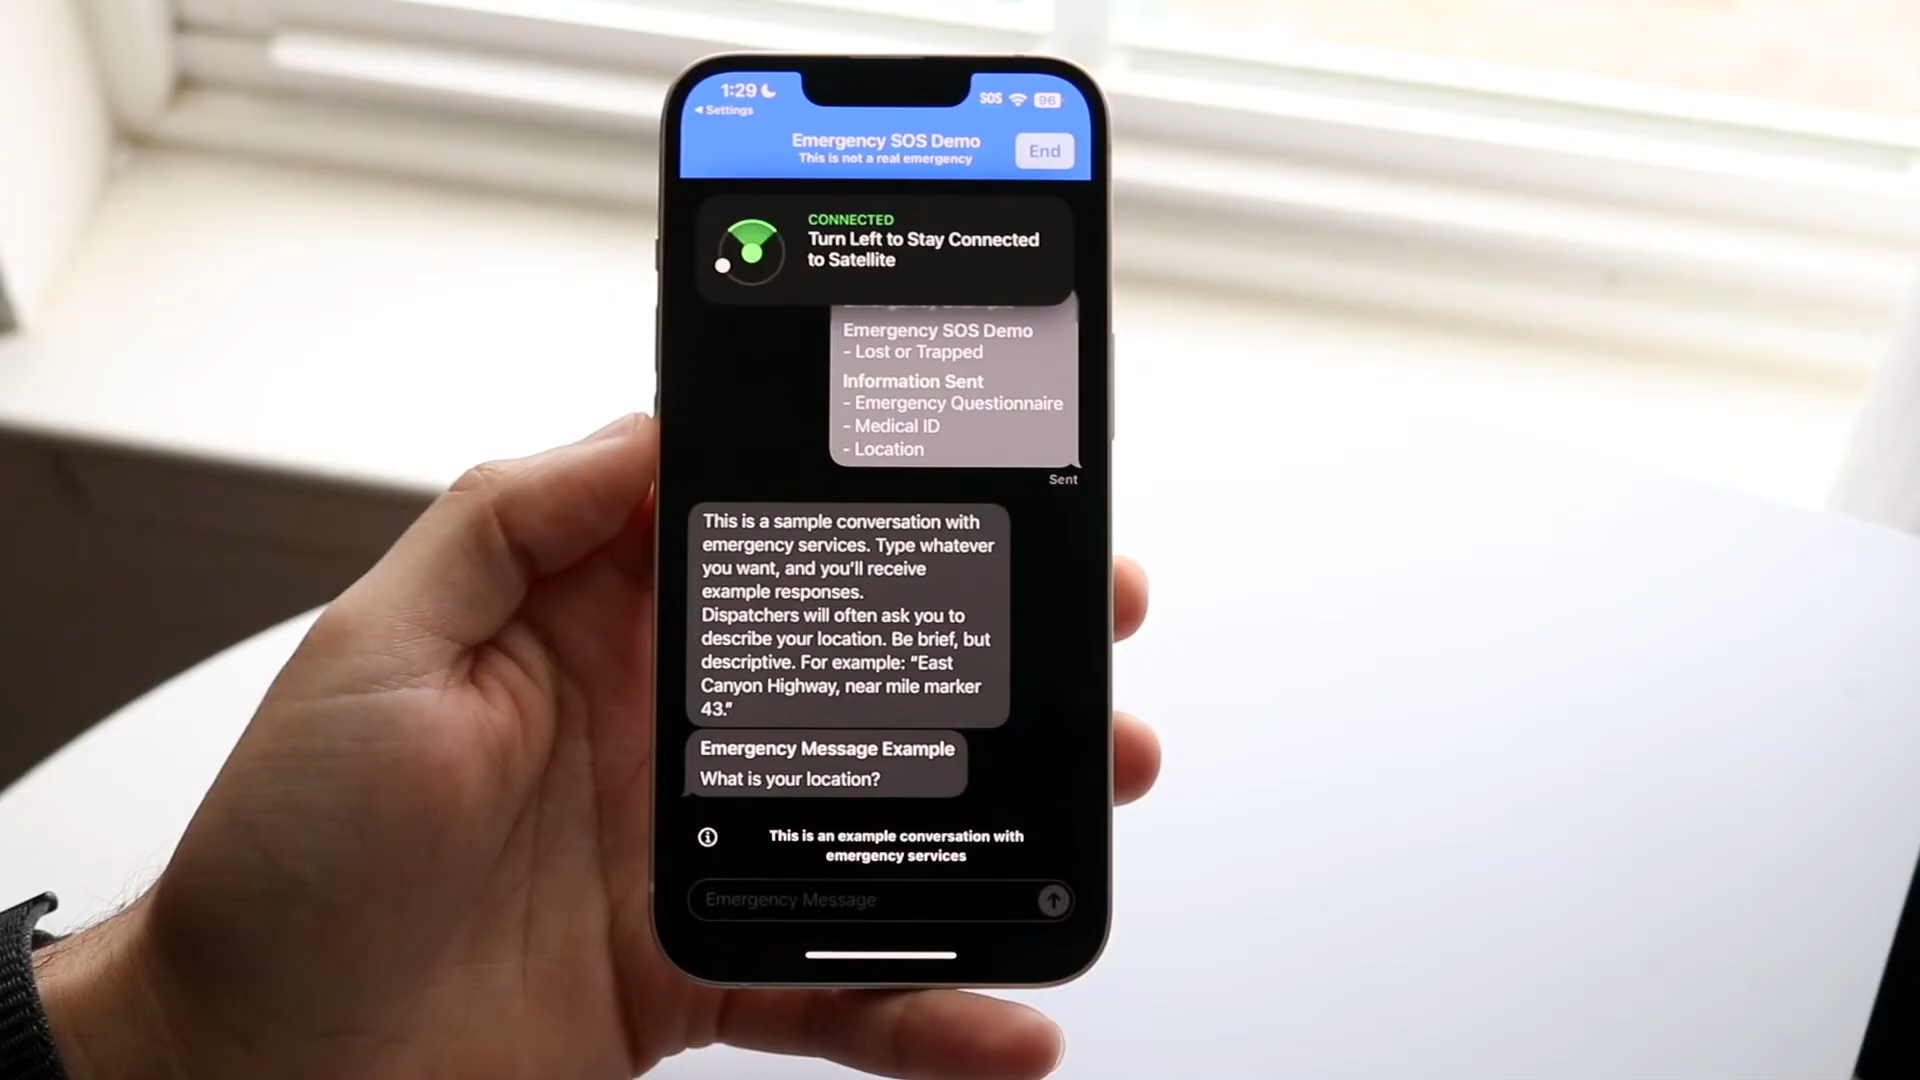 1:29
SOS
96
Settings
Emergency SOS Demo
This is not a real emergency
End
CONNECTED
Turn Left to Stay Connected
to Satellite
Emergency SOS Demo
- Lost or Trapped
Information Sent
- Emergency Questionnaire
- Medical ID
- Location
Sent
This is a sample conversation with
emergency services. Type whatever
you want, and you'll receive
example responses.
Dispatchers will often ask you to
describe your location. Be brief, but
descriptive. For example: "East
Canyon Highway, near mile marker
43."
Emergency Message Example
What is your location?
This is an example conversation with
emergency services
Emergency Message